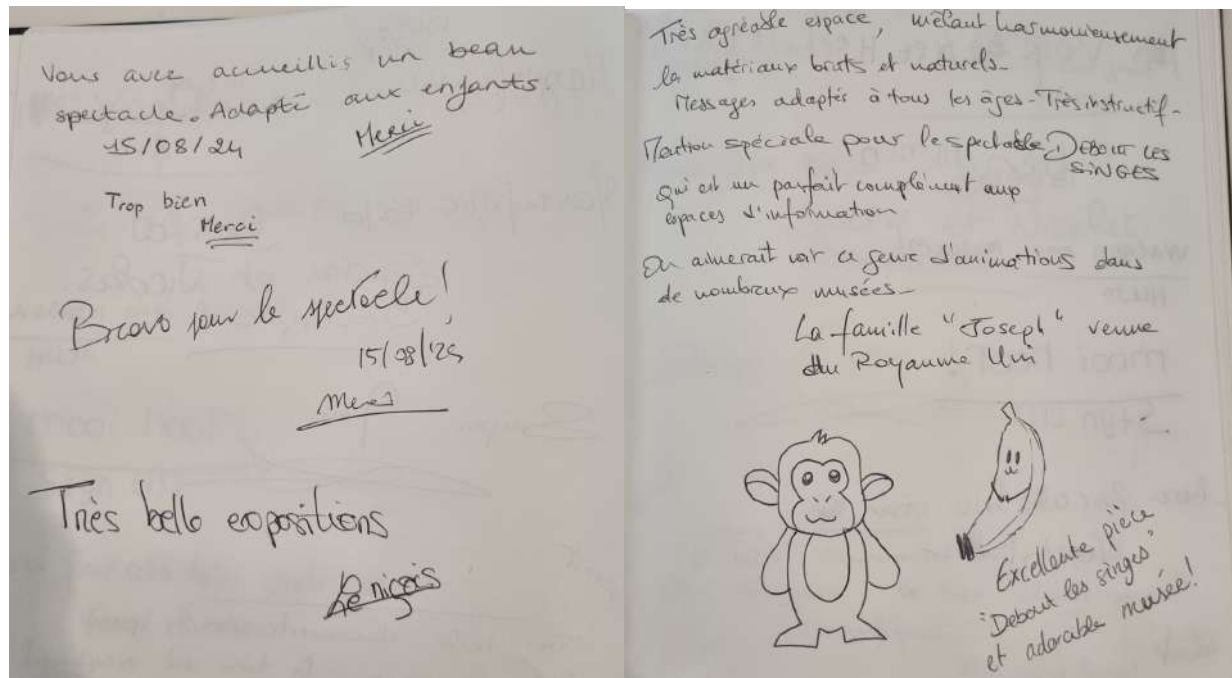 Vous avez accueillis un beau
spectacle. Adapté aux enfants.
15/08/24 Merci
Trop bien
Merci
Bravo pour le spectacle !
15/08/25
Merci
Très belle expositions
Très agréable espace, mêlant harmonieusement
les matériaux bruts et naturels_
Messages adaptés à tous les âges - Très instructif -
Mention spéciale pour le spectacle DEBOUT LES
SINGES
qui est un parfait complément aux
espaces d'information
On aimerait voir ce genre d'animations dans
de nombreux musées_
La famille "Joseph" venue
du Royaume Uni
Excellente pièce
"Debout les singes"
et adorable musée!